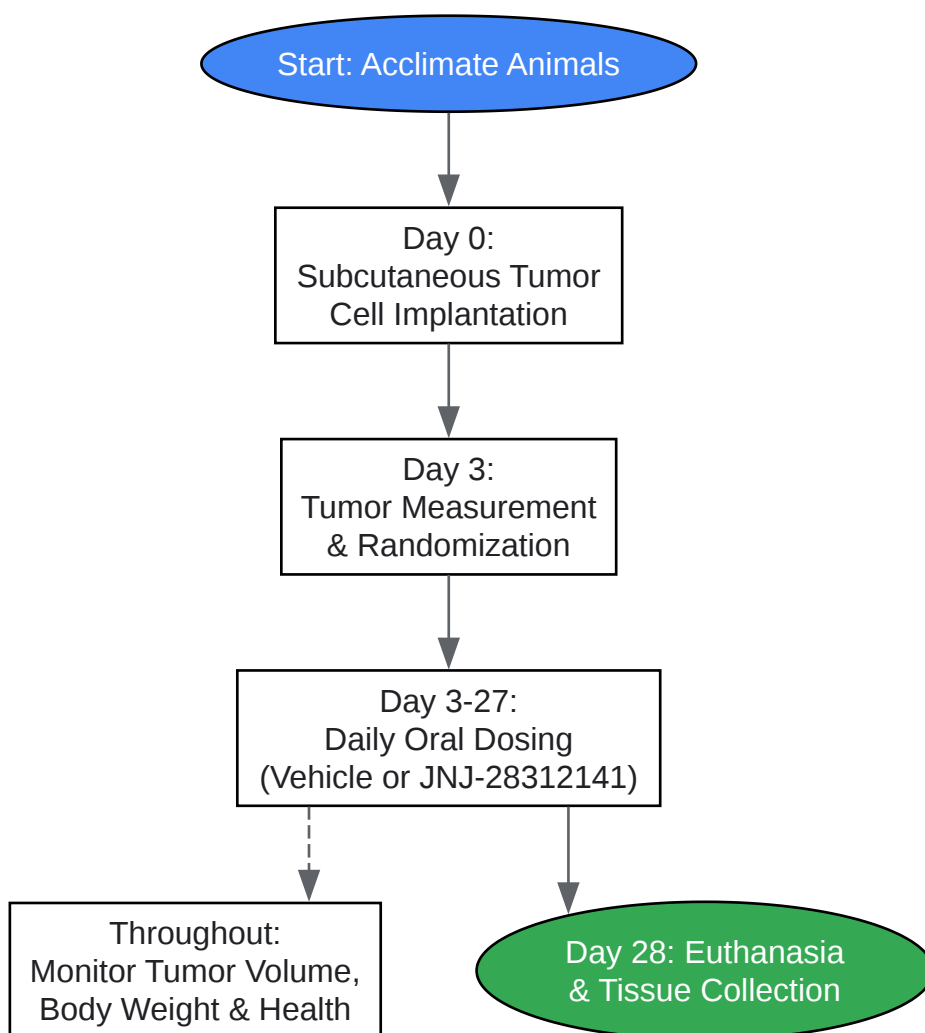 Start: Acclimate Animals
Day 0:
Subcutaneous Tumor
Cell Implantation
Day 3:
Tumor Measurement
& Randomization
Day 3-27:
Daily Oral Dosing
(Vehicle or JNJ-28312141)
Throughout:
Monitor Tumor Volume,
Body Weight & Health
Day 28: Euthanasia
& Tissue Collection